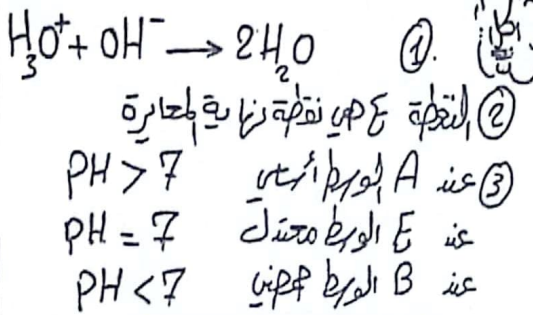 ① H₃O⁺ + OH⁻ → 2H₂O
② النقطة E هي نقطة نهاية المعايرة
③ عند A الوسط أساسي PH > 7
عند E الوسط معتدل PH = 7
عند B الوسط حمضي PH < 7